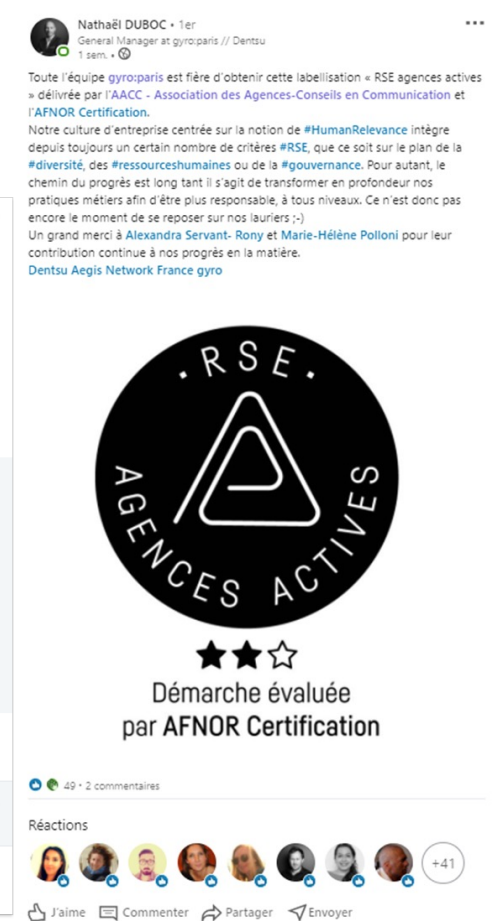 Nathaël DUBOC • 1er
General Manager at gyro:paris // Dentsu
1 sem. •
Toute l'équipe gyro:paris est fière d'obtenir cette labellisation « RSE agences actives
» délivrée par l'AACC - Association des Agences-Conseils en Communication et
l'AFNOR Certification.
Notre culture d'entreprise centrée sur la notion de #HumanRelevance intègre
depuis toujours un certain nombre de critères #RSE, que ce soit sur le plan de la
#diversité, des #ressourceshumaines ou de la #gouvernance. Pour autant, le
chemin du progrès est long tant il s'agit de transformer en profondeur nos
pratiques métiers afin d'être plus responsable, à tous niveaux. Ce n'est donc pas
encore le moment de se reposer sur nos lauriers ;-)
Un grand merci à Alexandra Servant- Rony et Marie-Hélène Polloni pour leur
contribution continue à nos progrès en la matière.
Dentsu Aegis Network France gyro
• RSE •
AGENCES ACTIVES
Démarche évaluée
par AFNOR Certification
49 • 2 commentaires
Réactions
+41
J'aime Commenter Partager Envoyer